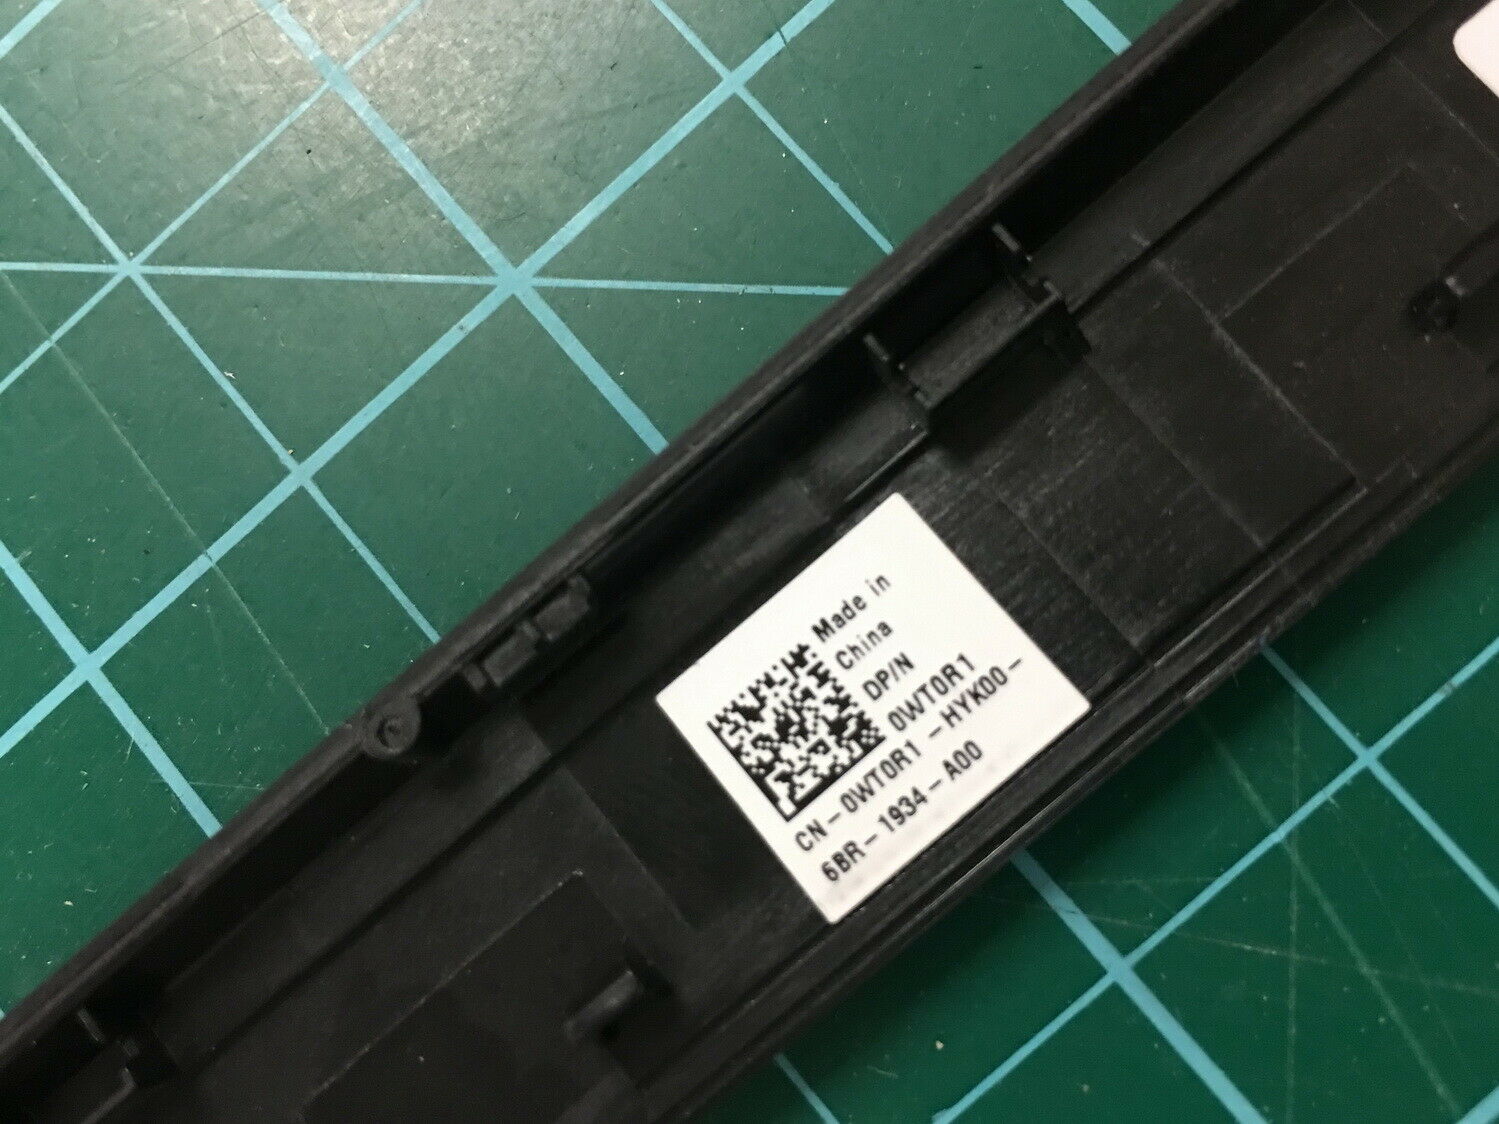 Made in
China
DP/N
0WT0R1
CN-0WT0R1-HYK00-
6BR-1934-A00